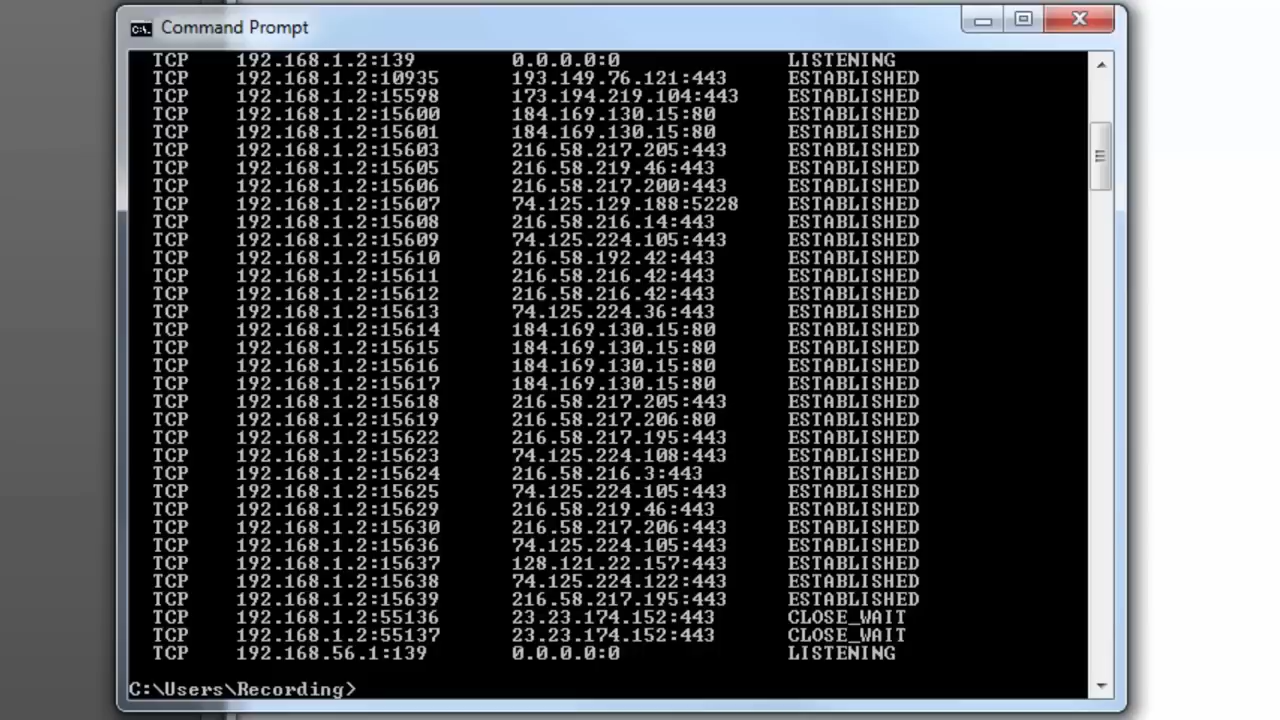 Command Prompt
TCP 192.168.1.2:139 0.0.0.0:0 LISTENING
TCP 192.168.1.2:10935 193.149.76.121:443 ESTABLISHED
TCP 192.168.1.2:15598 173.194.219.104:443 ESTABLISHED
TCP 192.168.1.2:15600 184.169.130.15:80 ESTABLISHED
TCP 192.168.1.2:15601 184.169.130.15:80 ESTABLISHED
TCP 192.168.1.2:15603 216.58.217.205:443 ESTABLISHED
TCP 192.168.1.2:15605 216.58.219.46:443 ESTABLISHED
TCP 192.168.1.2:15606 216.58.217.200:443 ESTABLISHED
TCP 192.168.1.2:15607 74.125.129.188:5228 ESTABLISHED
TCP 192.168.1.2:15608 216.58.216.14:443 ESTABLISHED
TCP 192.168.1.2:15609 74.125.224.105:443 ESTABLISHED
TCP 192.168.1.2:15610 216.58.192.42:443 ESTABLISHED
TCP 192.168.1.2:15611 216.58.216.42:443 ESTABLISHED
TCP 192.168.1.2:15612 216.58.216.42:443 ESTABLISHED
TCP 192.168.1.2:15613 74.125.224.36:443 ESTABLISHED
TCP 192.168.1.2:15614 184.169.130.15:80 ESTABLISHED
TCP 192.168.1.2:15615 184.169.130.15:80 ESTABLISHED
TCP 192.168.1.2:15616 184.169.130.15:80 ESTABLISHED
TCP 192.168.1.2:15617 184.169.130.15:80 ESTABLISHED
TCP 192.168.1.2:15618 216.58.217.205:443 ESTABLISHED
TCP 192.168.1.2:15619 216.58.217.206:80 ESTABLISHED
TCP 192.168.1.2:15622 216.58.217.195:443 ESTABLISHED
TCP 192.168.1.2:15623 74.125.224.108:443 ESTABLISHED
TCP 192.168.1.2:15624 216.58.216.3:443 ESTABLISHED
TCP 192.168.1.2:15625 74.125.224.105:443 ESTABLISHED
TCP 192.168.1.2:15629 216.58.219.46:443 ESTABLISHED
TCP 192.168.1.2:15630 216.58.217.206:443 ESTABLISHED
TCP 192.168.1.2:15636 74.125.224.105:443 ESTABLISHED
TCP 192.168.1.2:15637 128.121.22.157:443 ESTABLISHED
TCP 192.168.1.2:15638 74.125.224.122:443 ESTABLISHED
TCP 192.168.1.2:15639 216.58.217.195:443 ESTABLISHED
TCP 192.168.1.2:55136 23.23.174.152:443 CLOSE_WAIT
TCP 192.168.1.2:55137 23.23.174.152:443 CLOSE_WAIT
TCP 192.168.56.1:139 0.0.0.0:0 LISTENING
C:\Users\Recording>